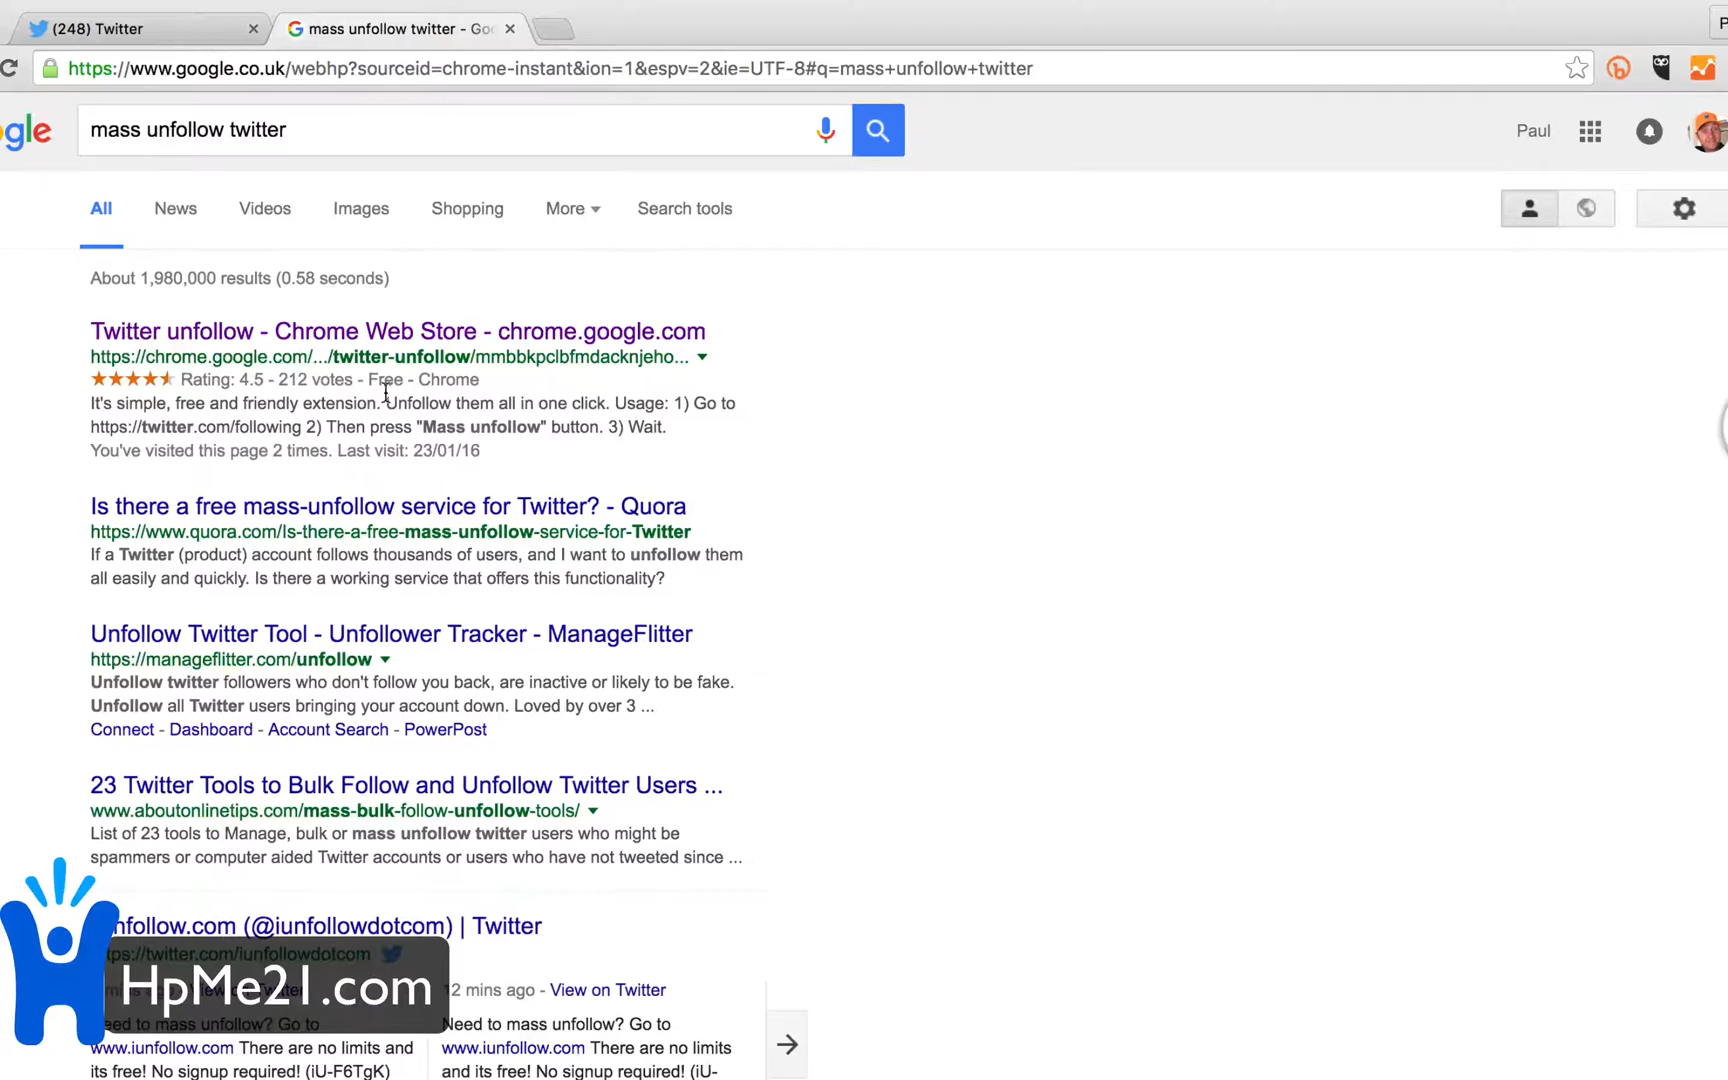 (248) Twitter
mass unfollow twitter - Goo
https://www.google.co.uk/webhp?sourceid=chrome-instant&ion=1&espv=2&ie=UTF-8#q=mass+unfollow+twitter
gle
mass unfollow twitter
Paul
All News Videos Images Shopping More Search tools
About 1,980,000 results (0.58 seconds)
Twitter unfollow - Chrome Web Store - chrome.google.com
https://chrome.google.com/.../twitter-unfollow/mmbbkpclbfmdacknjeho...
Rating: 4.5 - 212 votes - Free - Chrome
It's simple, free and friendly extension. Unfollow them all in one click. Usage: 1) Go to
https://twitter.com/following 2) Then press "Mass unfollow" button. 3) Wait.
You've visited this page 2 times. Last visit: 23/01/16
Is there a free mass-unfollow service for Twitter? - Quora
https://www.quora.com/Is-there-a-free-mass-unfollow-service-for-Twitter
If a Twitter (product) account follows thousands of users, and I want to unfollow them
all easily and quickly. Is there a working service that offers this functionality?
Unfollow Twitter Tool - Unfollower Tracker - ManageFlitter
https://manageflitter.com/unfollow
Unfollow twitter followers who don't follow you back, are inactive or likely to be fake.
Unfollow all Twitter users bringing your account down. Loved by over 3 ...
Connect - Dashboard - Account Search - PowerPost
23 Twitter Tools to Bulk Follow and Unfollow Twitter Users ...
www.aboutonlinetips.com/mass-bulk-follow-unfollow-tools/
List of 23 tools to Manage, bulk or mass unfollow twitter users who might be
spammers or computer aided Twitter accounts or users who have not tweeted since ...
nfollow.com (@iunfollowdotcom) | Twitter
ttps://twitter.com/iunfollowdotcom
HpMe21.com
mins ago - View on Twitter
12 mins ago - View on Twitter
eed to mass unfollow? Go to
www.iunfollow.com There are no limits and
its free! No signup required! (iU-F6TgK)
Need to mass unfollow? Go to
www.iunfollow.com There are no limits
and its free! No signup required! (iU-